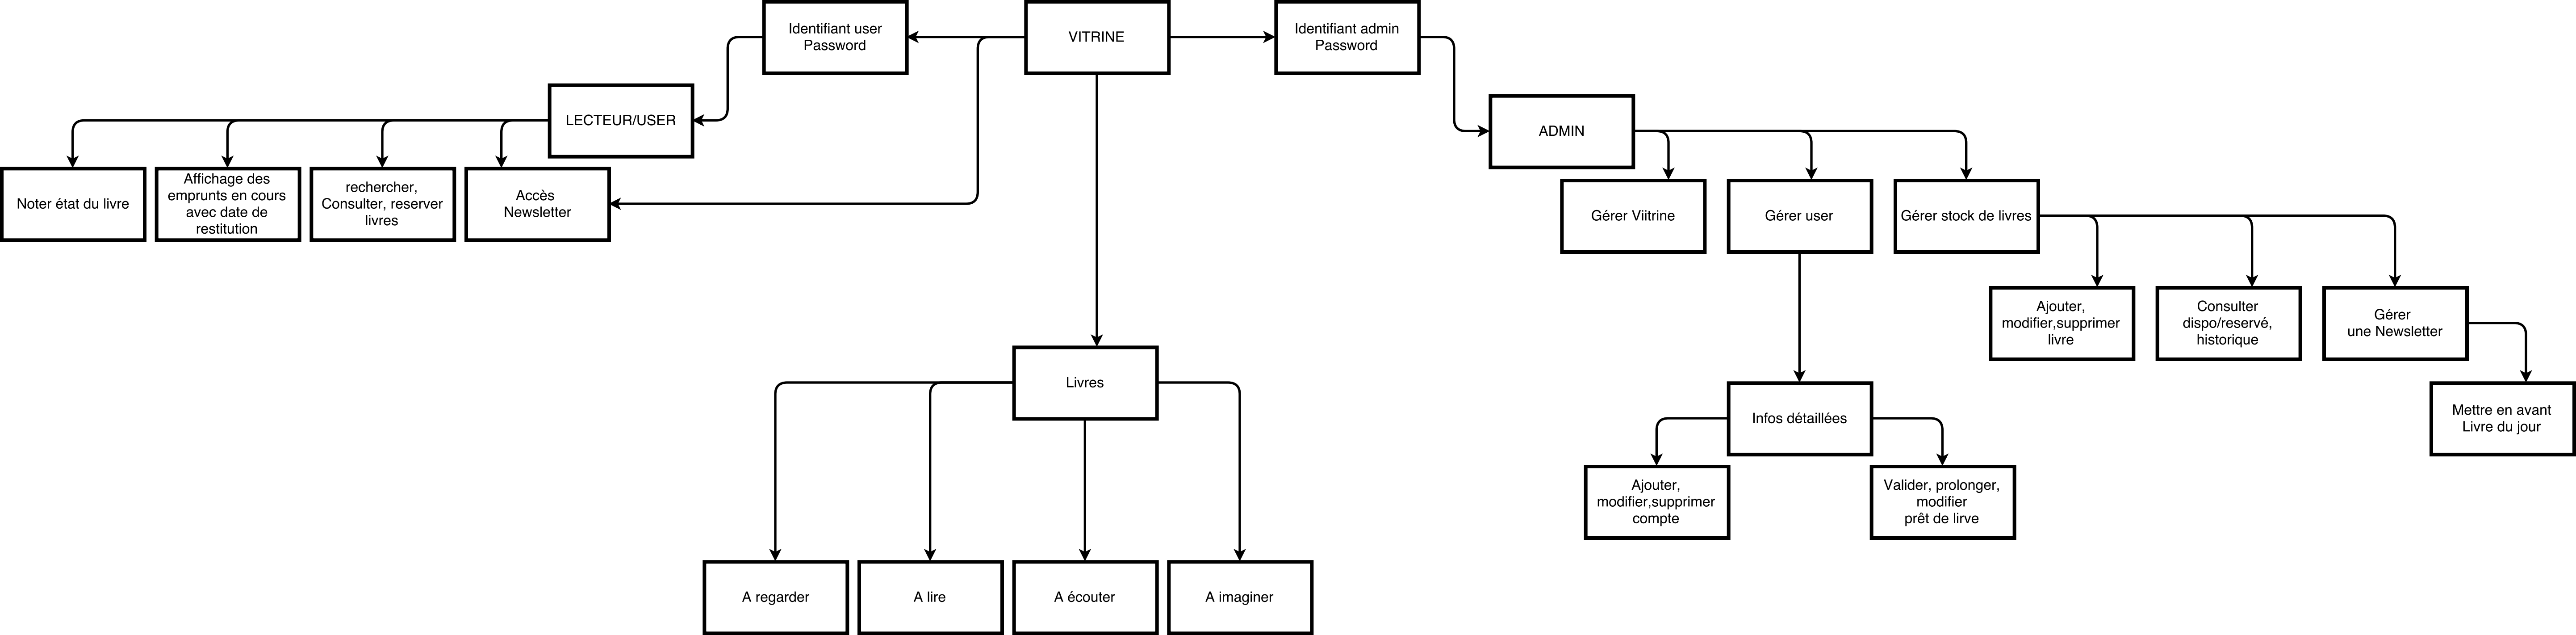 Identifiant user
Password
VITRINE
Identifiant admin
Password
LECTEUR/USER
ADMIN
Noter état du livre
Affichage des
emprunts en cours
avec date de
restitution
rechercher,
Consulter, reserver
livres
Accès
Newsletter
Gérer Viitrine
Gérer user
Gérer stock de livres
Ajouter,
modifier,supprimer
livre
Consulter
dispo/reservé,
historique
Gérer
une Newsletter
Livres
Infos détaillées
Mettre en avant
Livre du jour
Ajouter,
modifier,supprimer
compte
Valider, prolonger,
modifier
prêt de lirve
A regarder
A lire
A écouter
A imaginer